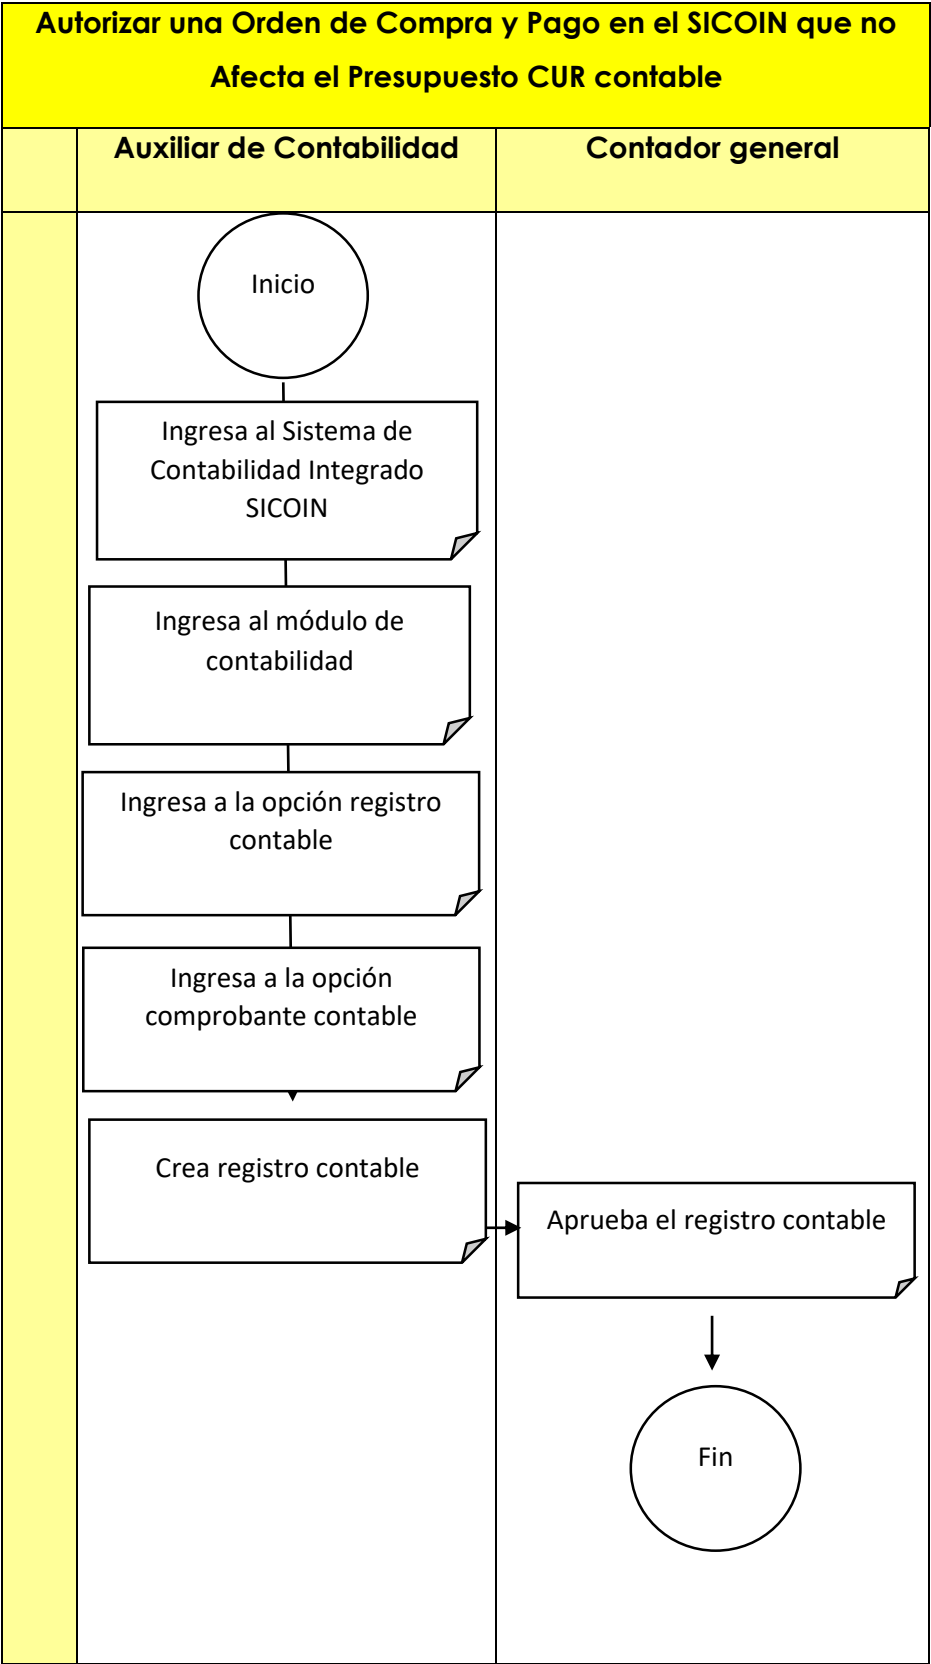 Autorizar una Orden de Compra y Pago en el SICOIN que no
Afecta el Presupuesto CUR contable
Auxiliar de Contabilidad
Contador general
Inicio
Ingresa al Sistema de
Contabilidad Integrado
SICOIN
Ingresa al módulo de
contabilidad
Ingresa a la opción registro
contable
Ingresa a la opción
comprobante contable
Crea registro contable
Aprueba el registro contable
Fin